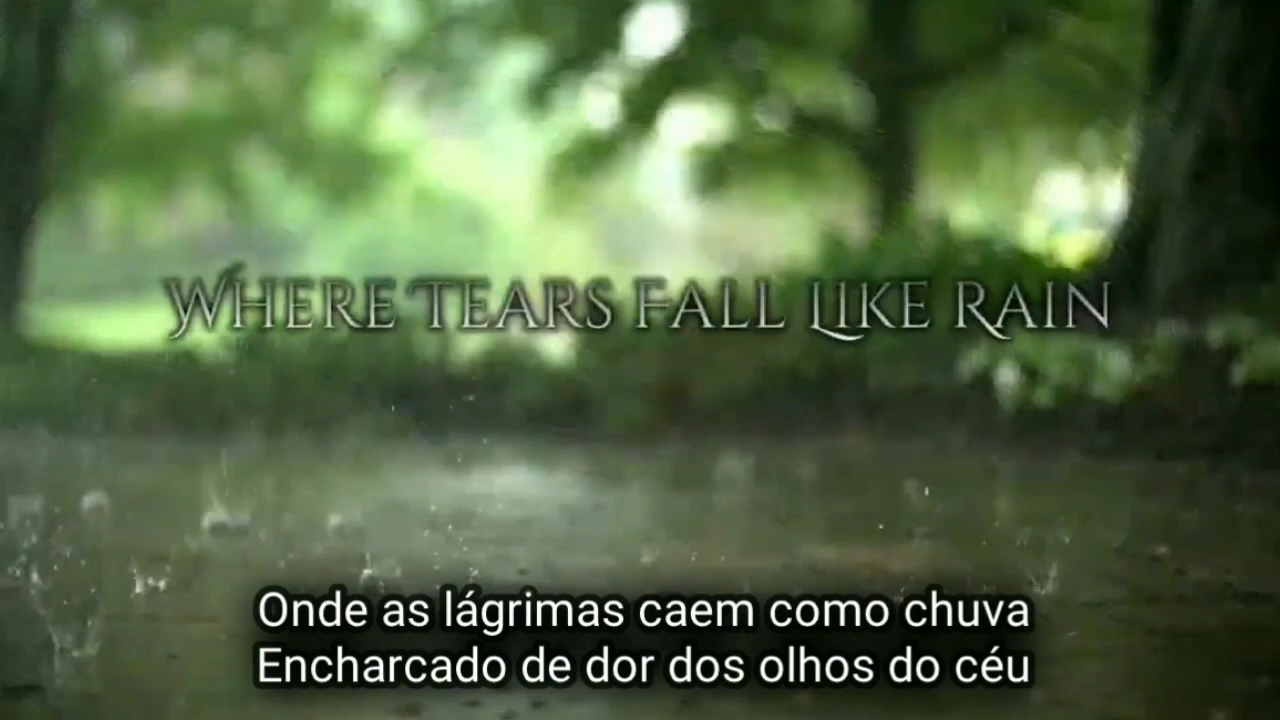 WHERE TEARS FALL LIKE RAIN
Onde as lágrimas caem como chuva
Encharcado de dor dos olhos do céu